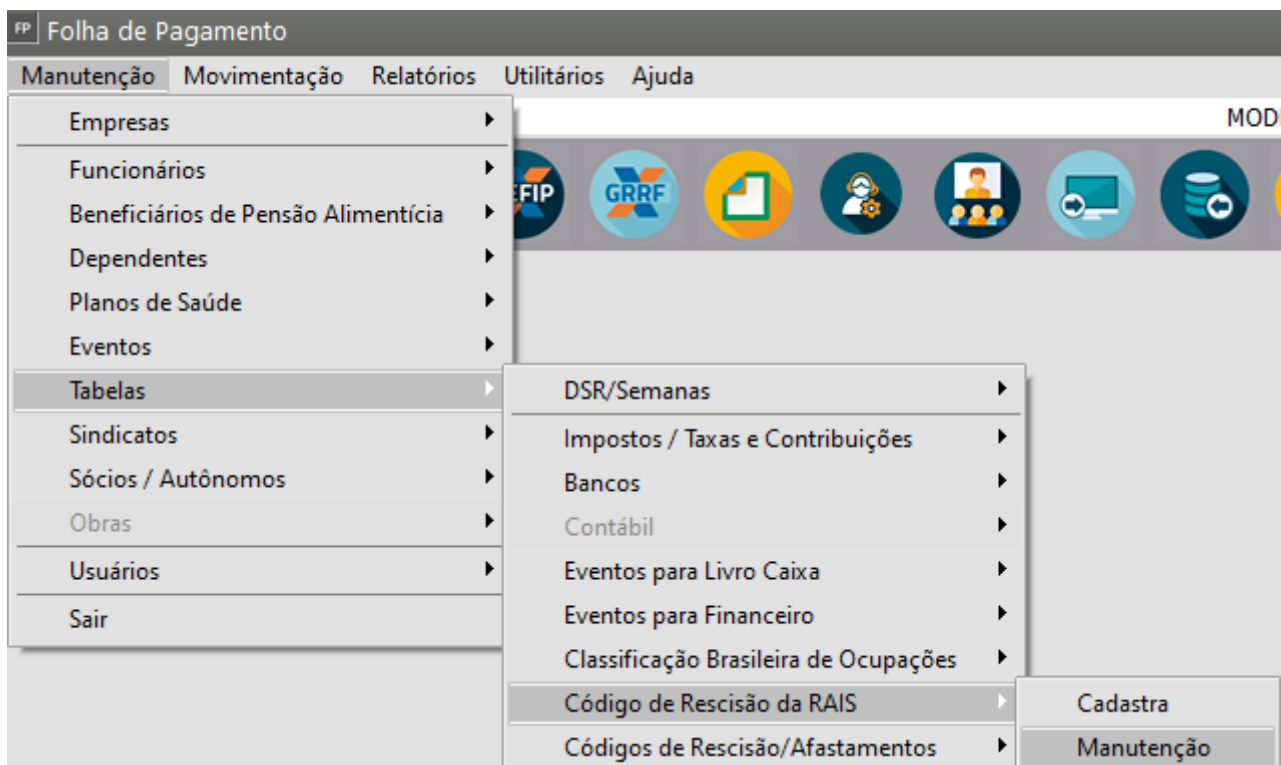 FP Folha de Pagamento
Manutenção Movimentação Relatórios Utilitários Ajuda
Empresas
Funcionários
Beneficiários de Pensão Alimentícia
Dependentes
Planos de Saúde
Eventos
Tabelas
Sindicatos
Sócios / Autônomos
Obras
Usuários
Sair
GRRF
DSR/Semanas
Impostos / Taxas e Contribuições
Bancos
Contábil
Eventos para Livro Caixa
Eventos para Financeiro
Classificação Brasileira de Ocupações
Código de Rescisão da RAIS
Códigos de Rescisão/Afastamentos
Cadastra
Manutenção